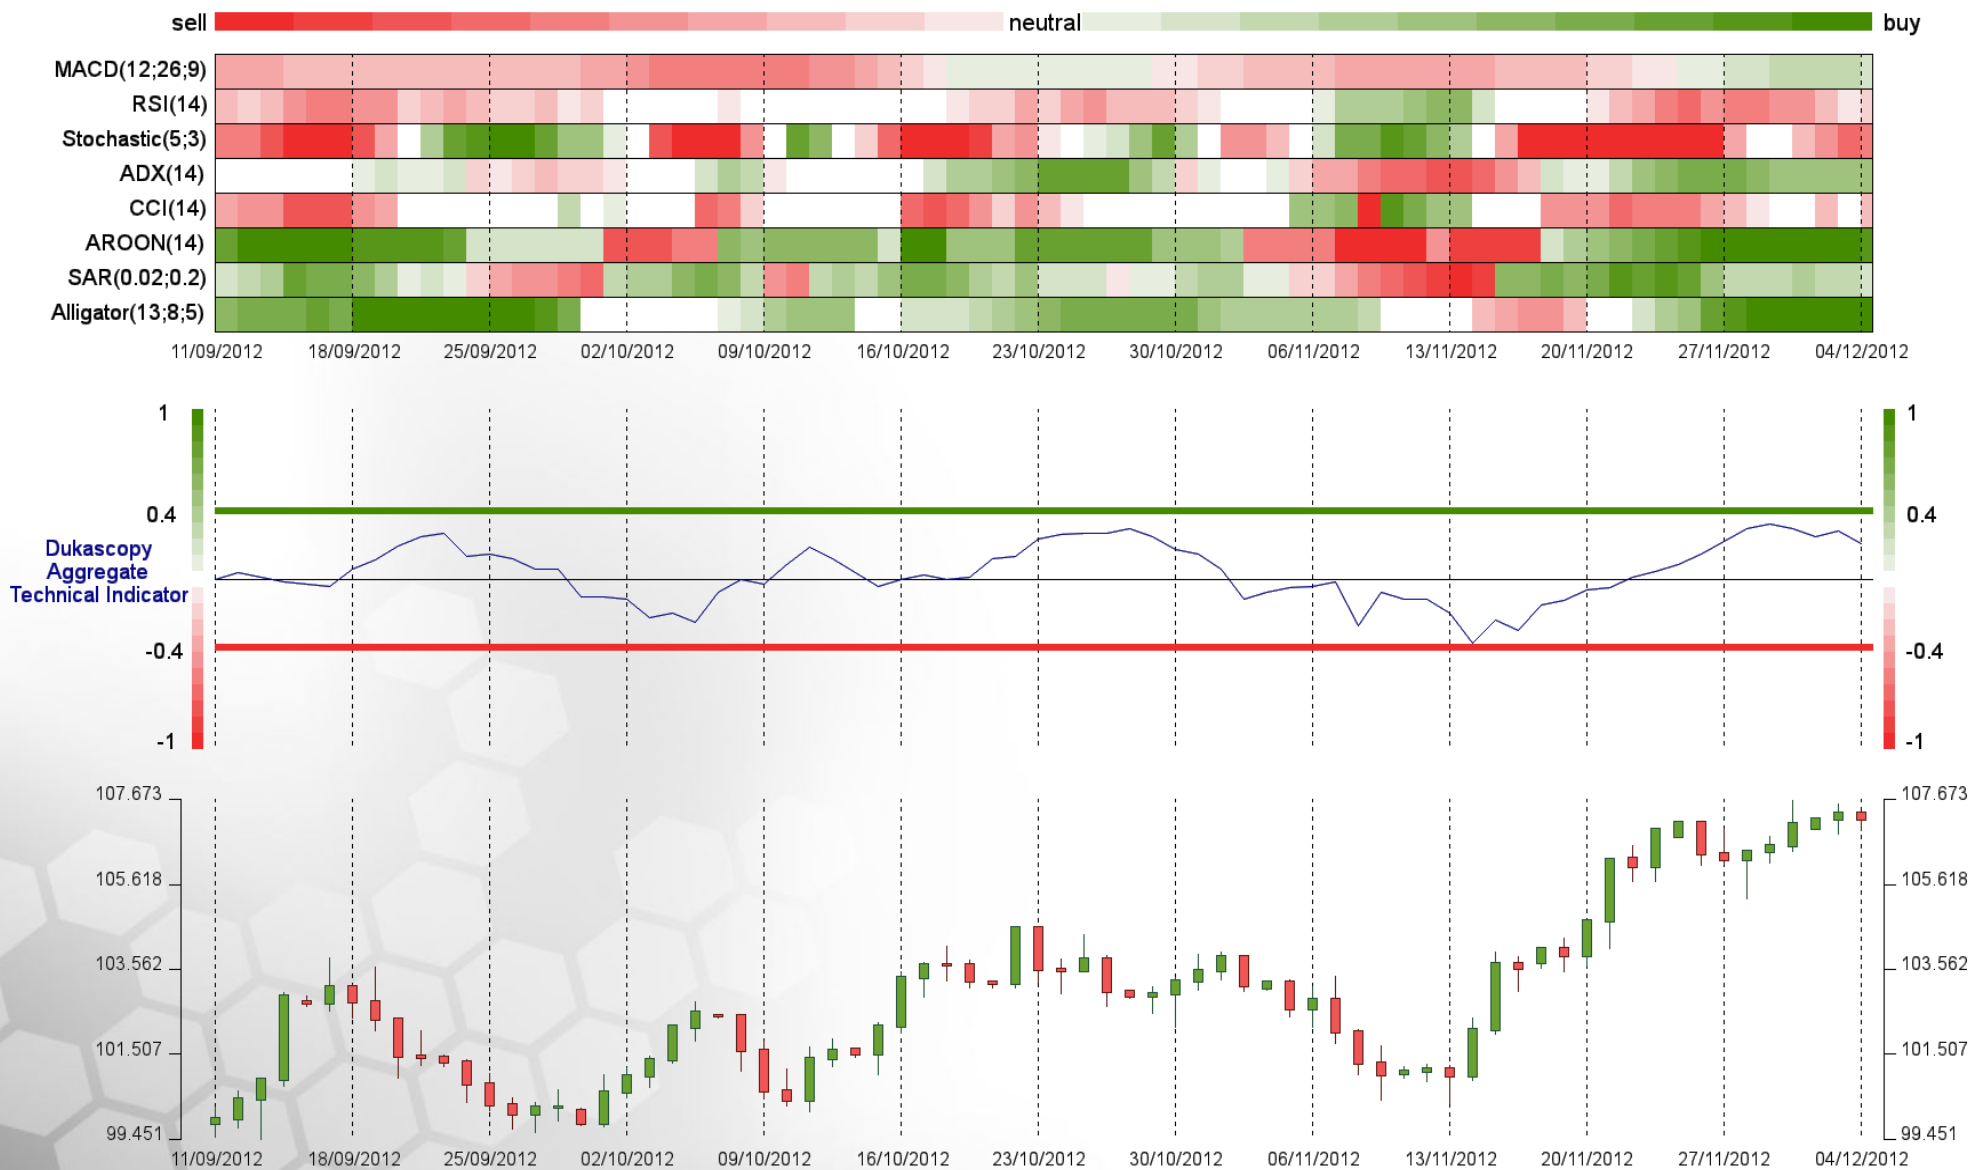 sell neutral buy
MACD(12;26;9)
RSI(14)
Stochastic(5;3)
ADX(14)
CCI(14)
AROON(14)
SAR(0.02;0.2)
Alligator(13;8;5)
11/09/2012 18/09/2012 25/09/2012 02/10/2012 09/10/2012 16/10/2012 23/10/2012 30/10/2012 06/11/2012 13/11/2012 20/11/2012 27/11/2012 04/12/2012
1 1
0.4 0.4
Dukascopy
Aggregate
Technical Indicator
-0.4 -0.4
-1 -1
107.673 107.673
105.618 105.618
103.562 103.562
101.507 101.507
99.451 99.451
11/09/2012 18/09/2012 25/09/2012 02/10/2012 09/10/2012 16/10/2012 23/10/2012 30/10/2012 06/11/2012 13/11/2012 20/11/2012 27/11/2012 04/12/2012